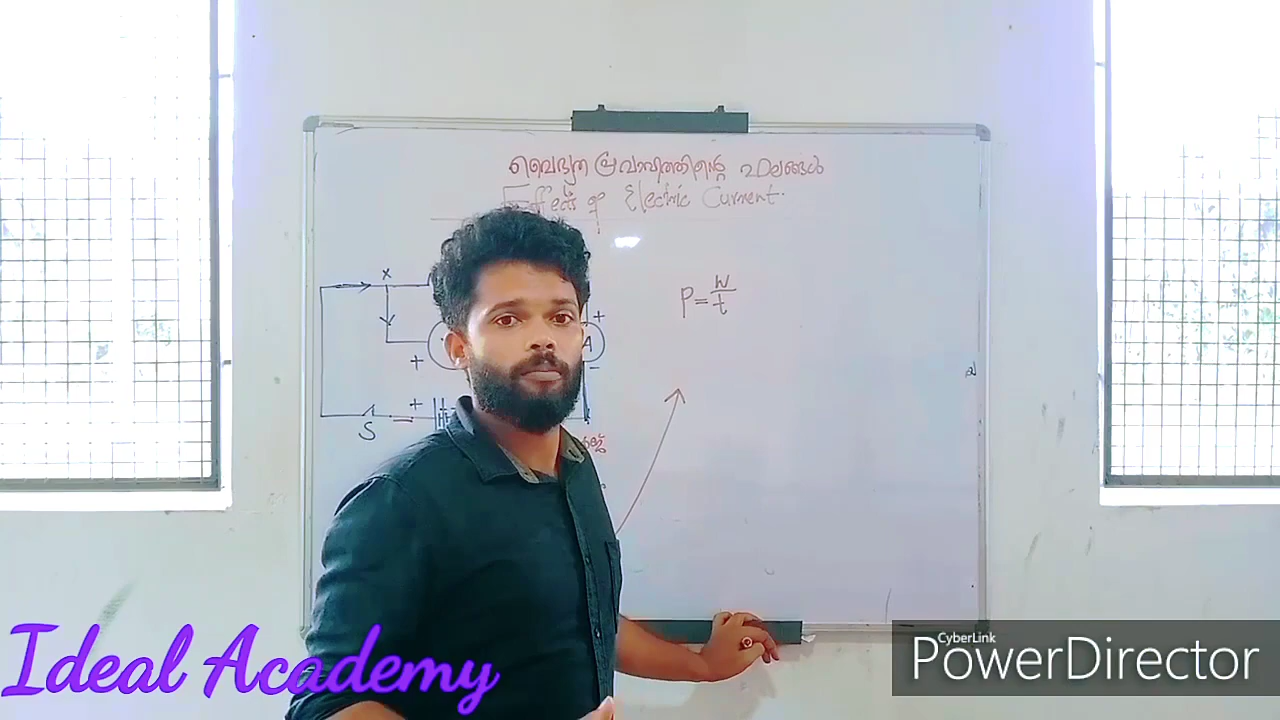 വൈദ്യുത പ്രവാഹത്തിന്റെ ഫലങ്ങൾ
Effects of Electric Current.
x
P = W/t
+
A
+
-
+
S
Ideal Academy
CyberLink
PowerDirector